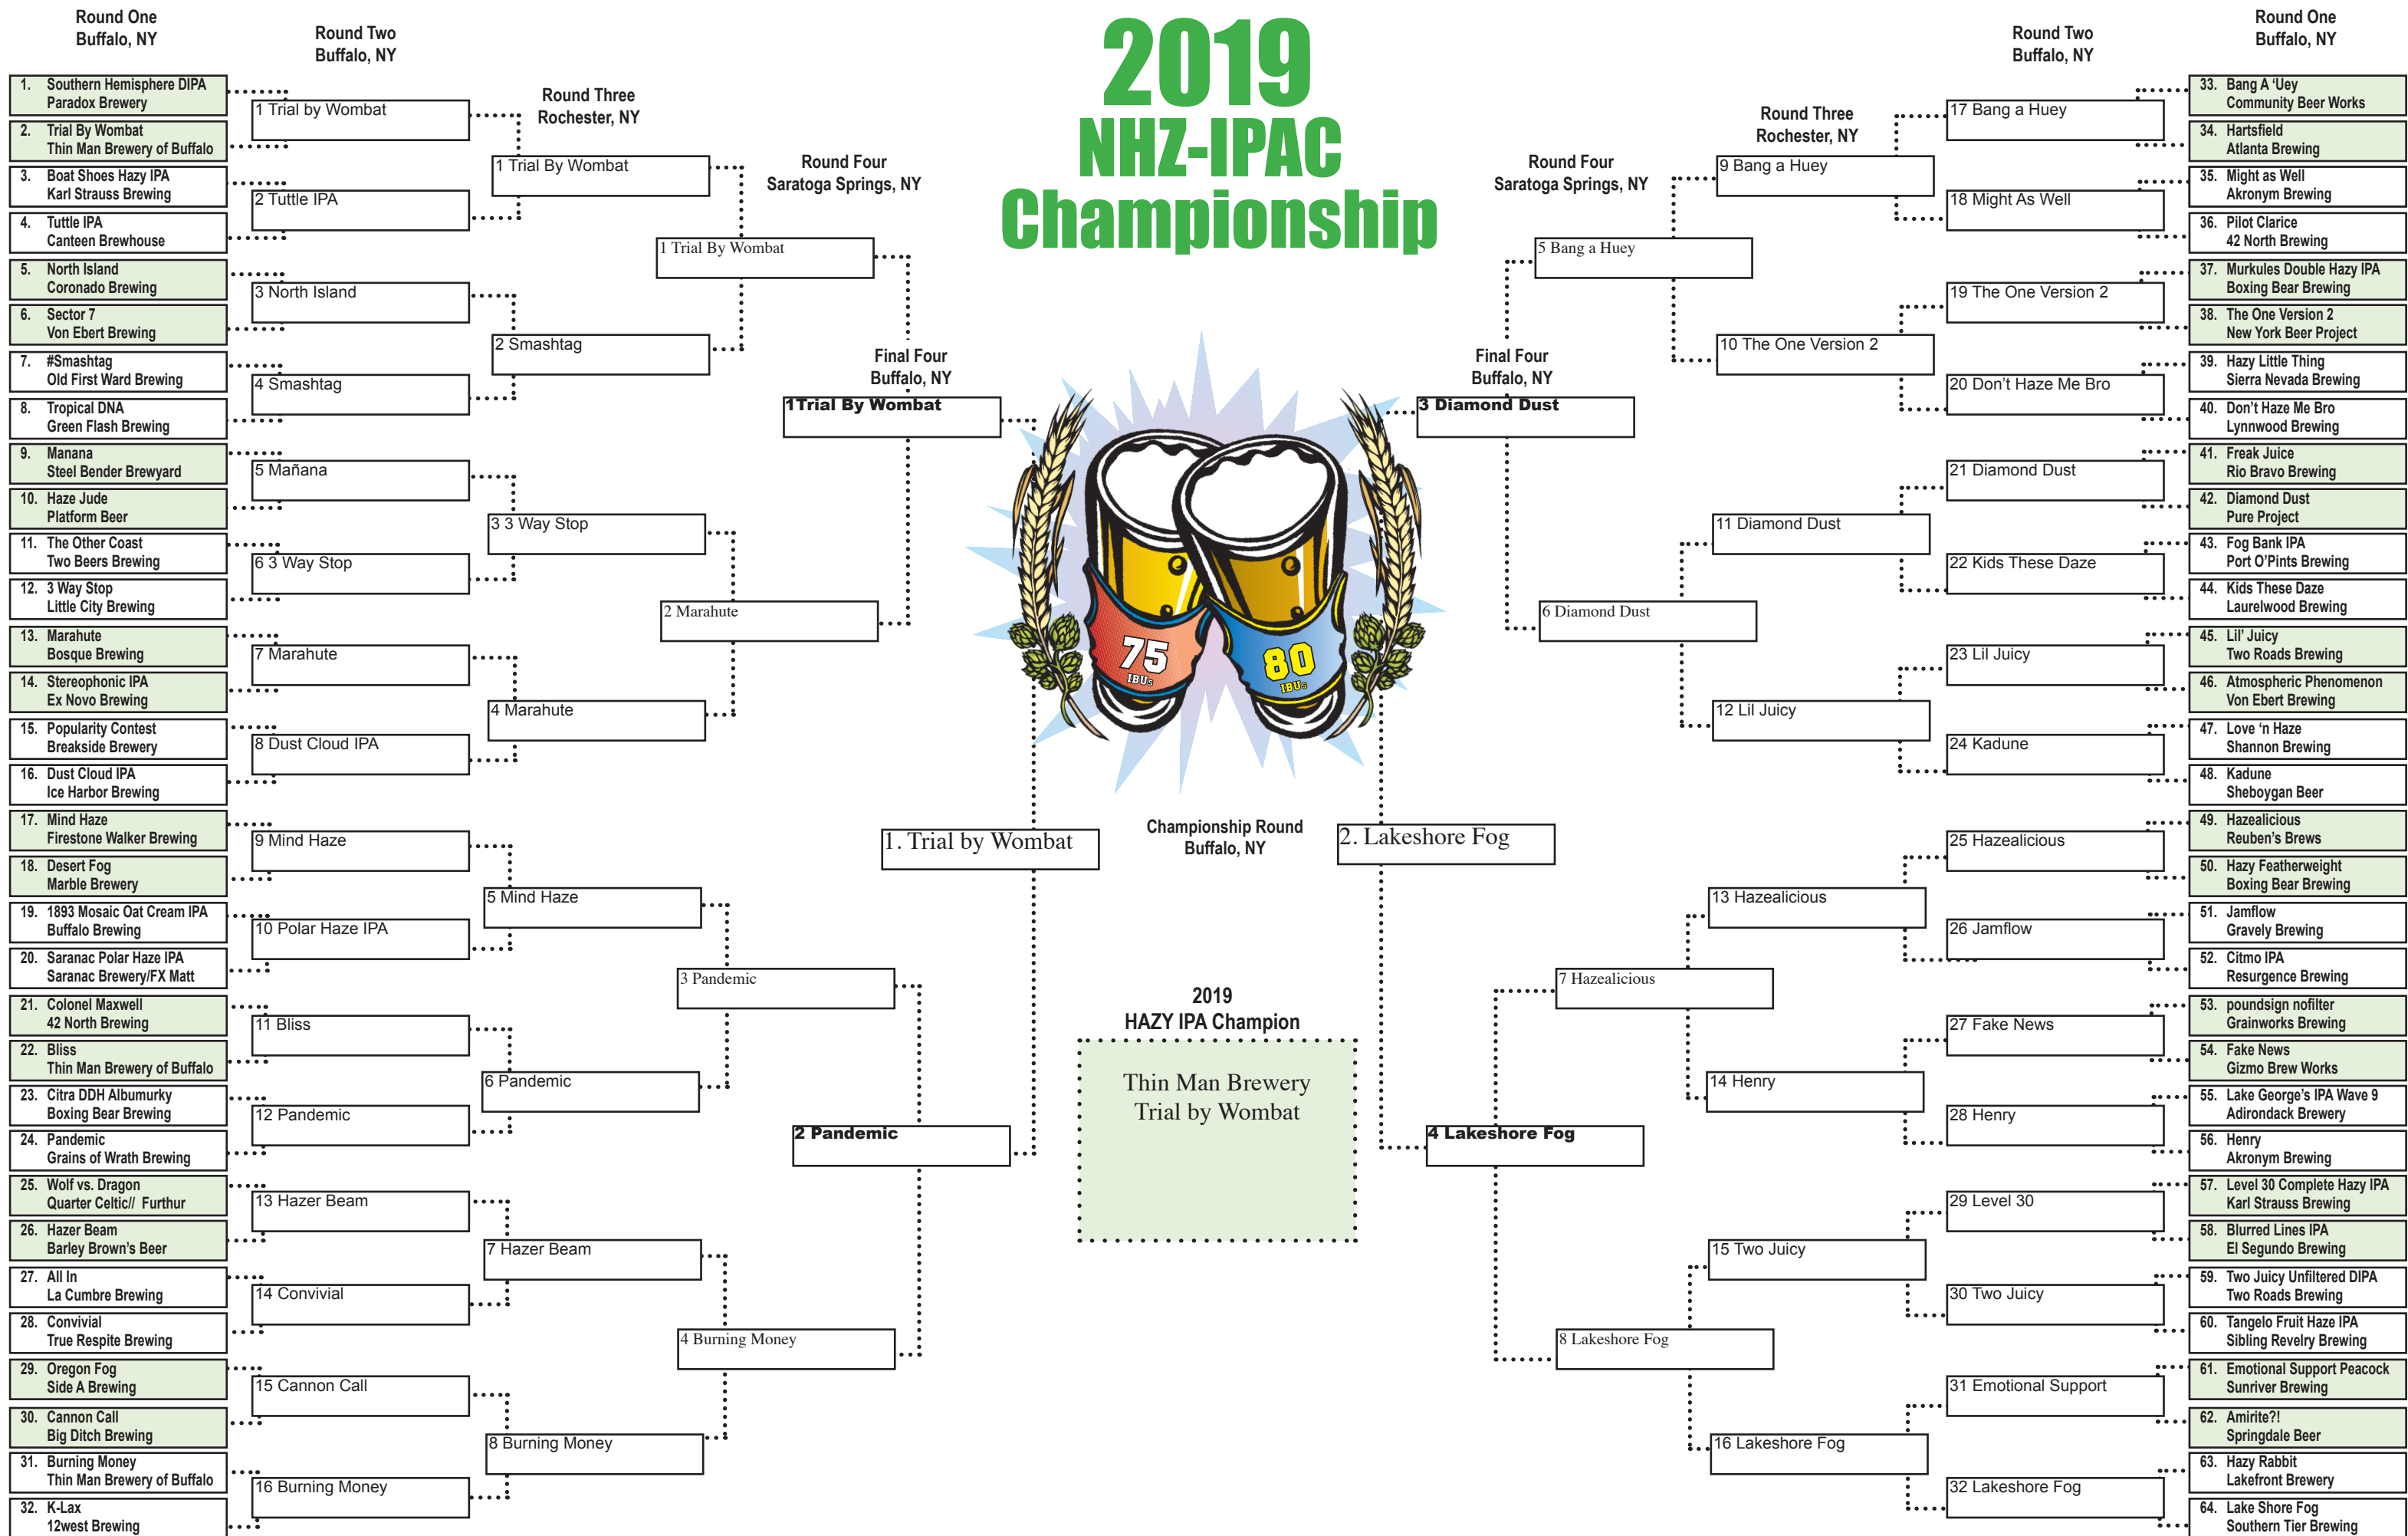 2019
NHZ-IPAC
Championship
Round One
Buffalo, NY
1. Southern Hemisphere DIPA
Paradox Brewery
2. Trial By Wombat
Thin Man Brewery of Buffalo
3. Boat Shoes Hazy IPA
Karl Strauss Brewing
4. Tuttle IPA
Canteen Brewhouse
5. North Island
Coronado Brewing
6. Sector 7
Von Ebert Brewing
7. #Smashtag
Old First Ward Brewing
8. Tropical DNA
Green Flash Brewing
9. Manana
Steel Bender Brewyard
10. Haze Jude
Platform Beer
11. The Other Coast
Two Beers Brewing
12. 3 Way Stop
Little City Brewing
13. Marahute
Bosque Brewing
14. Stereophonic IPA
Ex Novo Brewing
15. Popularity Contest
Breakside Brewery
16. Dust Cloud IPA
Ice Harbor Brewing
17. Mind Haze
Firestone Walker Brewing
18. Desert Fog
Marble Brewery
19. 1893 Mosaic Oat Cream IPA
Buffalo Brewing
20. Saranac Polar Haze IPA
Saranac Brewery/FX Matt
21. Colonel Maxwell
42 North Brewing
22. Bliss
Thin Man Brewery of Buffalo
23. Citra DDH Albumurky
Boxing Bear Brewing
24. Pandemic
Grains of Wrath Brewing
25. Wolf vs. Dragon
Quarter Celtic// Furthur
26. Hazer Beam
Barley Brown's Beer
27. All In
La Cumbre Brewing
28. Convivial
True Respite Brewing
29. Oregon Fog
Side A Brewing
30. Cannon Call
Big Ditch Brewing
31. Burning Money
Thin Man Brewery of Buffalo
32. K-Lax
12west Brewing
Round Two
Buffalo, NY
1 Trial by Wombat
2 Tuttle IPA
3 North Island
4 Smashtag
5 Mañana
6 3 Way Stop
7 Marahute
8 Dust Cloud IPA
9 Mind Haze
10 Polar Haze IPA
11 Bliss
12 Pandemic
13 Hazer Beam
14 Convivial
15 Cannon Call
16 Burning Money
Round Three
Rochester, NY
1 Trial By Wombat
2 Smashtag
3 3 Way Stop
4 Marahute
5 Mind Haze
6 Pandemic
7 Hazer Beam
8 Burning Money
Round Four
Saratoga Springs, NY
1 Trial By Wombat
2 Marahute
3 Pandemic
4 Burning Money
Final Four
Buffalo, NY
1Trial By Wombat
2 Pandemic
75
IBUs
80
IBUs
Championship Round
Buffalo, NY
1. Trial by Wombat
2. Lakeshore Fog
2019
HAZY IPA Champion
Thin Man Brewery
Trial by Wombat
Final Four
Buffalo, NY
3 Diamond Dust
4 Lakeshore Fog
Round Four
Saratoga Springs, NY
5 Bang a Huey
6 Diamond Dust
7 Hazealicious
8 Lakeshore Fog
Round Three
Rochester, NY
9 Bang a Huey
10 The One Version 2
11 Diamond Dust
12 Lil Juicy
13 Hazealicious
14 Henry
15 Two Juicy
16 Lakeshore Fog
Round Two
Buffalo, NY
17 Bang a Huey
18 Might As Well
19 The One Version 2
20 Don't Haze Me Bro
21 Diamond Dust
22 Kids These Daze
23 Lil Juicy
24 Kadune
25 Hazealicious
26 Jamflow
27 Fake News
28 Henry
29 Level 30
30 Two Juicy
31 Emotional Support
32 Lakeshore Fog
Round One
Buffalo, NY
33. Bang A 'Uey
Community Beer Works
34. Hartsfield
Atlanta Brewing
35. Might as Well
Akronym Brewing
36. Pilot Clarice
42 North Brewing
37. Murkules Double Hazy IPA
Boxing Bear Brewing
38. The One Version 2
New York Beer Project
39. Hazy Little Thing
Sierra Nevada Brewing
40. Don't Haze Me Bro
Lynnwood Brewing
41. Freak Juice
Rio Bravo Brewing
42. Diamond Dust
Pure Project
43. Fog Bank IPA
Port O'Pints Brewing
44. Kids These Daze
Laurelwood Brewing
45. Lil' Juicy
Two Roads Brewing
46. Atmospheric Phenomenon
Von Ebert Brewing
47. Love 'n Haze
Shannon Brewing
48. Kadune
Sheboygan Beer
49. Hazealicious
Reuben's Brews
50. Hazy Featherweight
Boxing Bear Brewing
51. Jamflow
Gravely Brewing
52. Citmo IPA
Resurgence Brewing
53. poundsign nofilter
Grainworks Brewing
54. Fake News
Gizmo Brew Works
55. Lake George's IPA Wave 9
Adirondack Brewery
56. Henry
Akronym Brewing
57. Level 30 Complete Hazy IPA
Karl Strauss Brewing
58. Blurred Lines IPA
El Segundo Brewing
59. Two Juicy Unfiltered DIPA
Two Roads Brewing
60. Tangelo Fruit Haze IPA
Sibling Revelry Brewing
61. Emotional Support Peacock
Sunriver Brewing
62. Amirite?!
Springdale Beer
63. Hazy Rabbit
Lakefront Brewery
64. Lake Shore Fog
Southern Tier Brewing